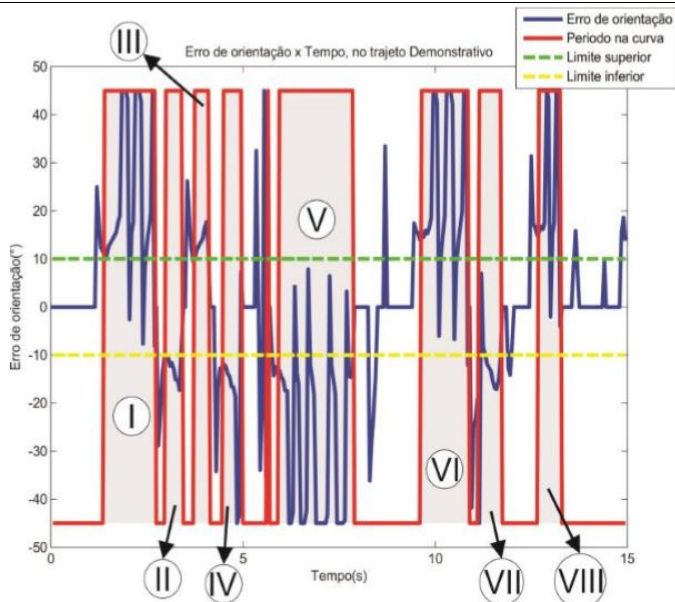 III
Erro de orientação x Tempo, no trajeto Demonstrativo
Erro de orientação
Periodo na curva
Limite superior
Limite inferior
Erro de orientação(°)
50
40
30
20
10
0
-10
-20
-30
-40
-50
I
V
VI
II
IV
VII
VIII
0
5
10
15
Tempo(s)